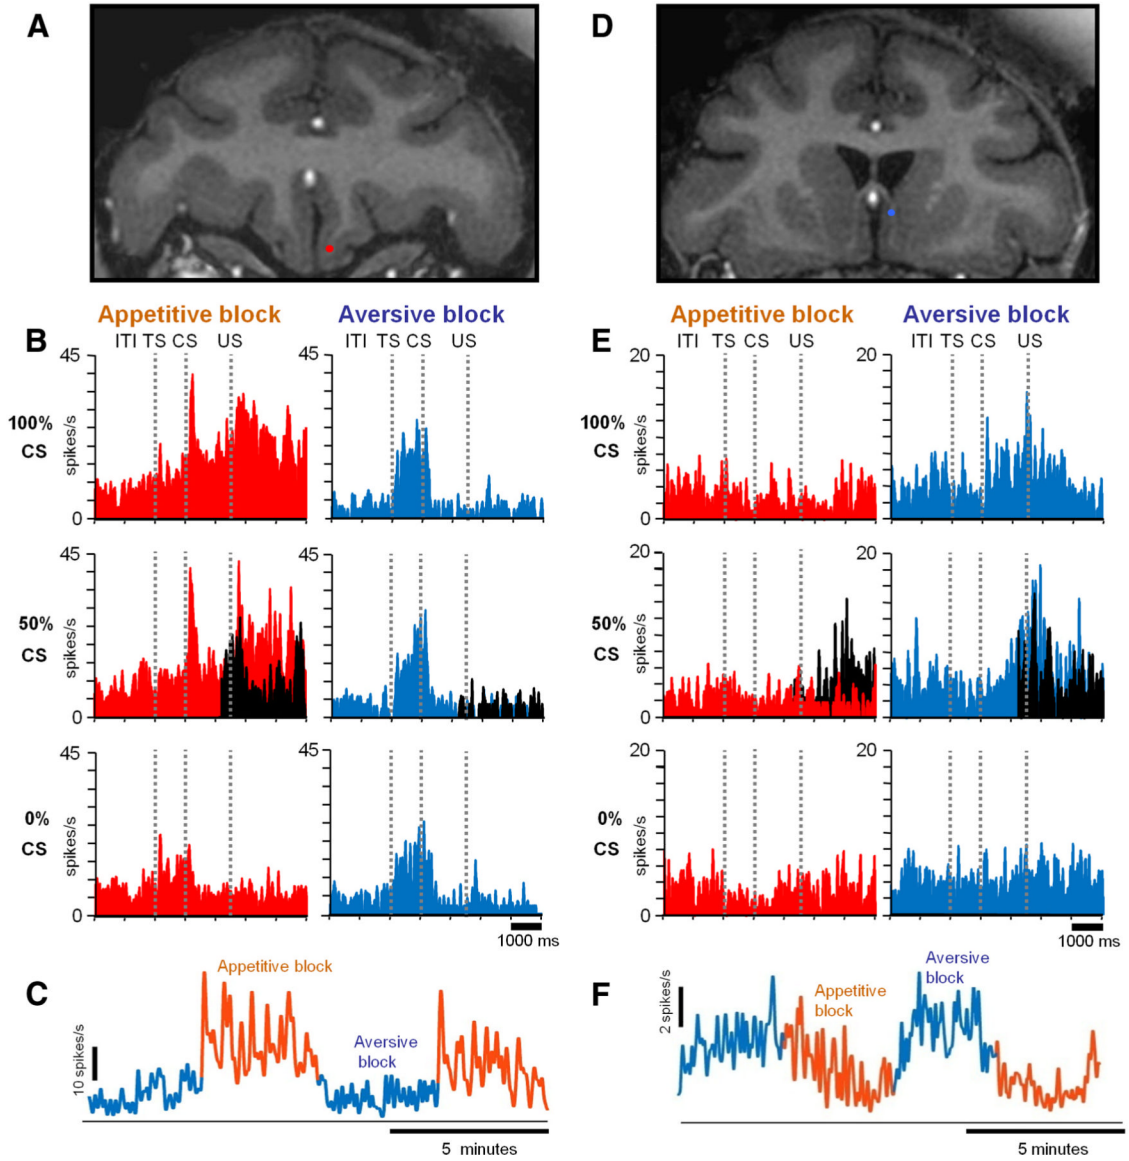 A
D
Appetitive block
Aversive block
Appetitive block
Aversive block
B
ITI TS CS US
ITI TS CS US
E
ITI TS CS US
ITI TS CS US
45
45
20
20
100%
CS
spikes/s
100%
CS
spikes/s
0
0
0
0
45
45
20
20
50%
CS
spikes/s
50%
CS
spikes/s
0
0
0
0
45
45
20
20
0%
CS
spikes/s
0%
CS
spikes/s
0
0
0
0
1000 ms
1000 ms
C
Appetitive block
Aversive
block
10 spikes/s
5 minutes
F
Aversive
block
Appetitive
block
2 spikes/s
5 minutes